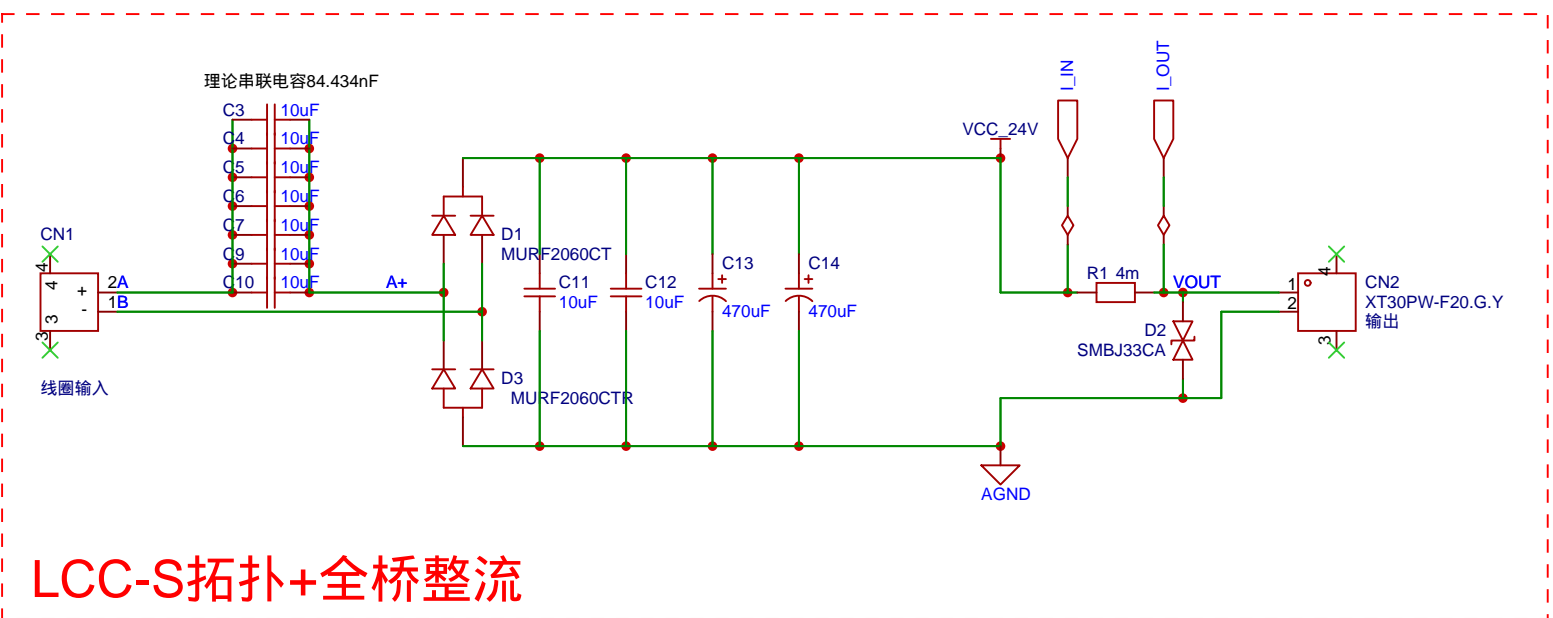 理论串联电容84.434nF
C3 10uF
C4 10uF
C5 10uF
C6 10uF
C7 10uF
C9 10uF
C10 10uF
CN1
4
4
+
-
3
3
2
A
1
B
线圈输入
A+
D1
MURF2060CT
D3
MURF2060CTR
C11
10uF
C12
10uF
C13
+
470uF
C14
+
470uF
VCC_24V
I_IN
I_OUT
R1 4m
VOUT
D2
SMBJ33CA
AGND
1
2
4
3
CN2
XT30PW-F20.G.Y
输出
LCC-S拓扑+全桥整流